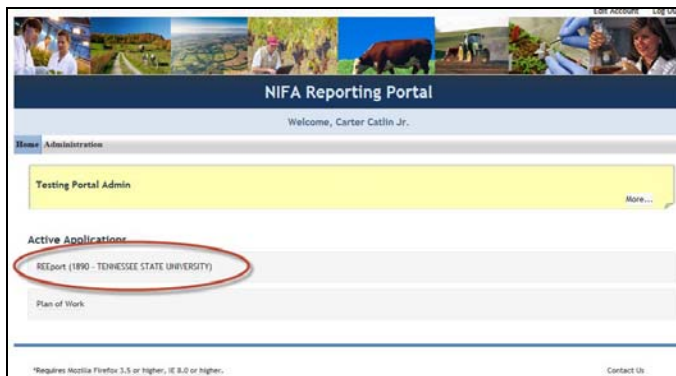 Edit Account Log Out
NIFA Reporting Portal
Welcome, Carter Catlin Jr.
Home Administration
Testing Portal Admin
More...
Active Applications
REEport (1890 - TENNESSEE STATE UNIVERSITY)
Plan of Work
*Requires Mozilla Firefox 3.5 or higher, IE 8.0 or higher.
Contact Us